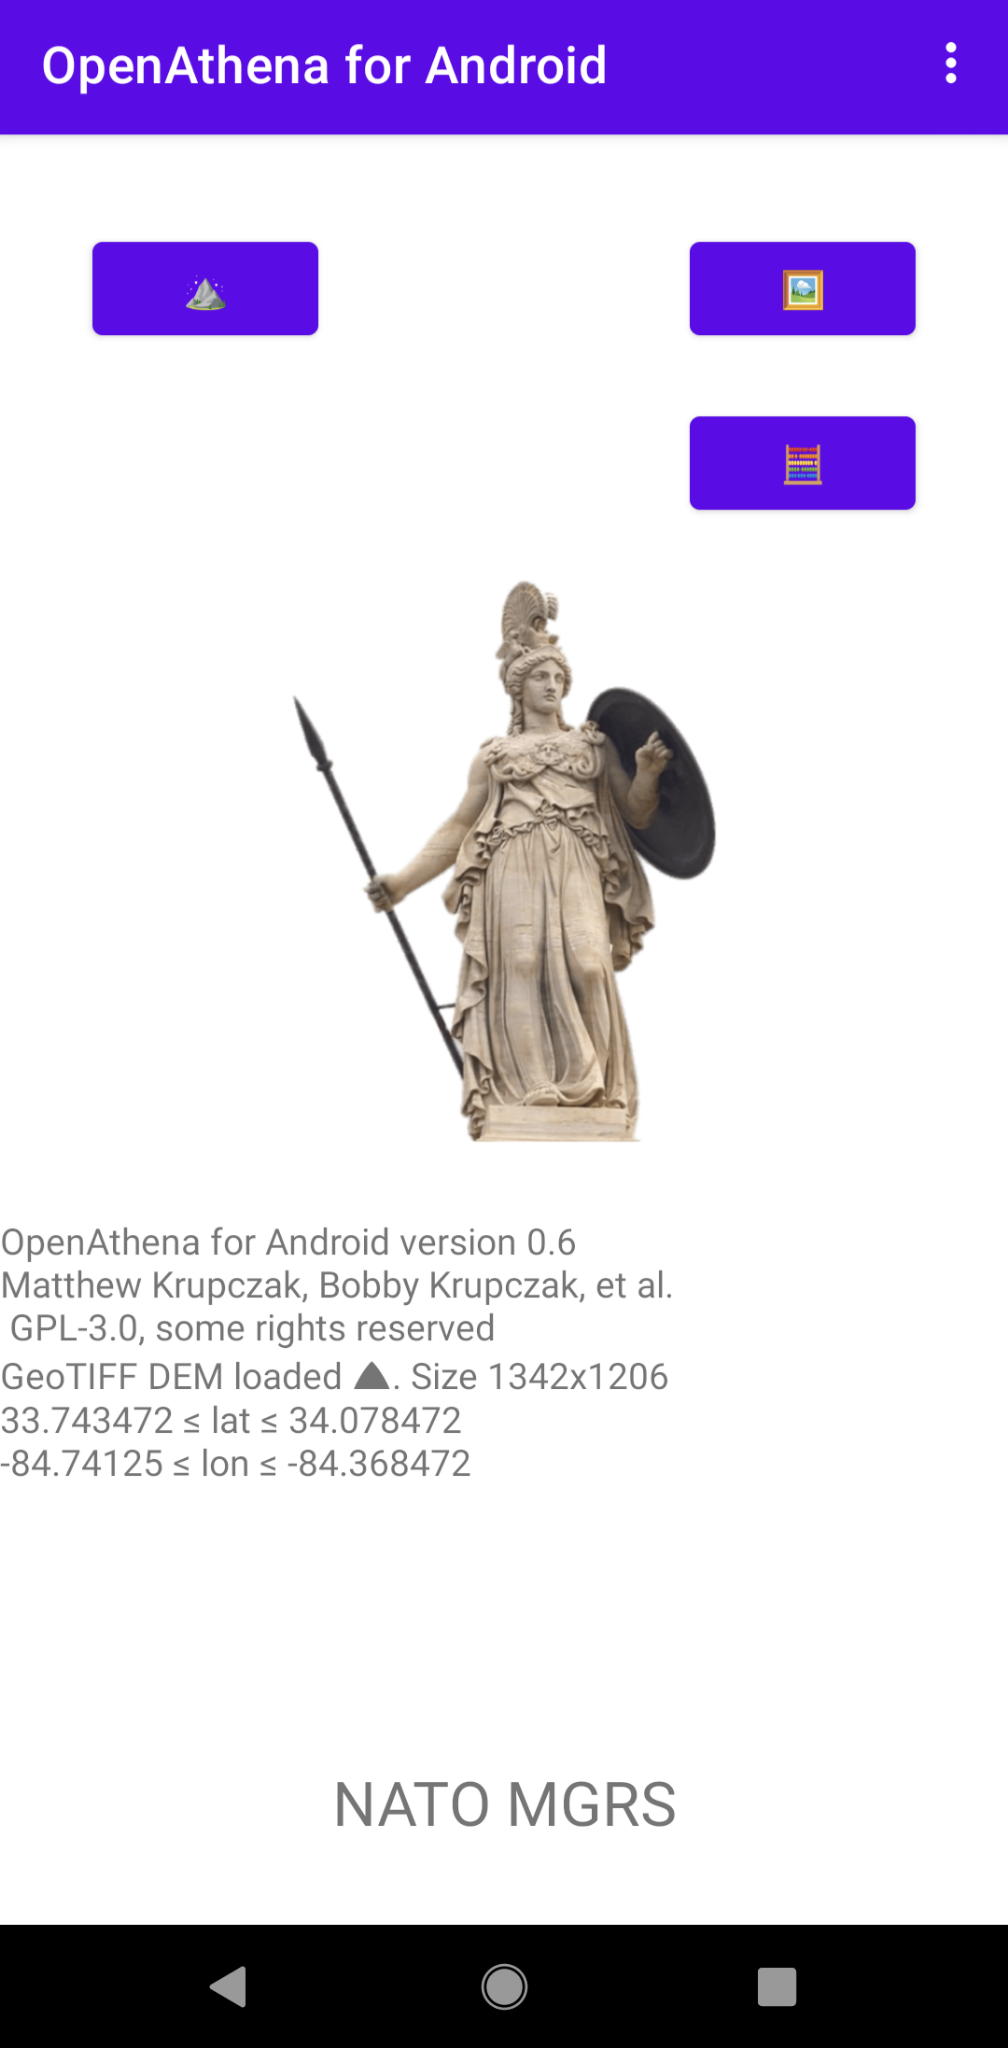 OpenAthena for Android
OpenAthena for Android version 0.6
Matthew Krupczak, Bobby Krupczak, et al.
GPL-3.0, some rights reserved
GeoTIFF DEM loaded ▲. Size 1342x1206
33.743472 ≤ lat ≤ 34.078472
-84.74125 ≤ lon ≤ -84.368472
NATO MGRS